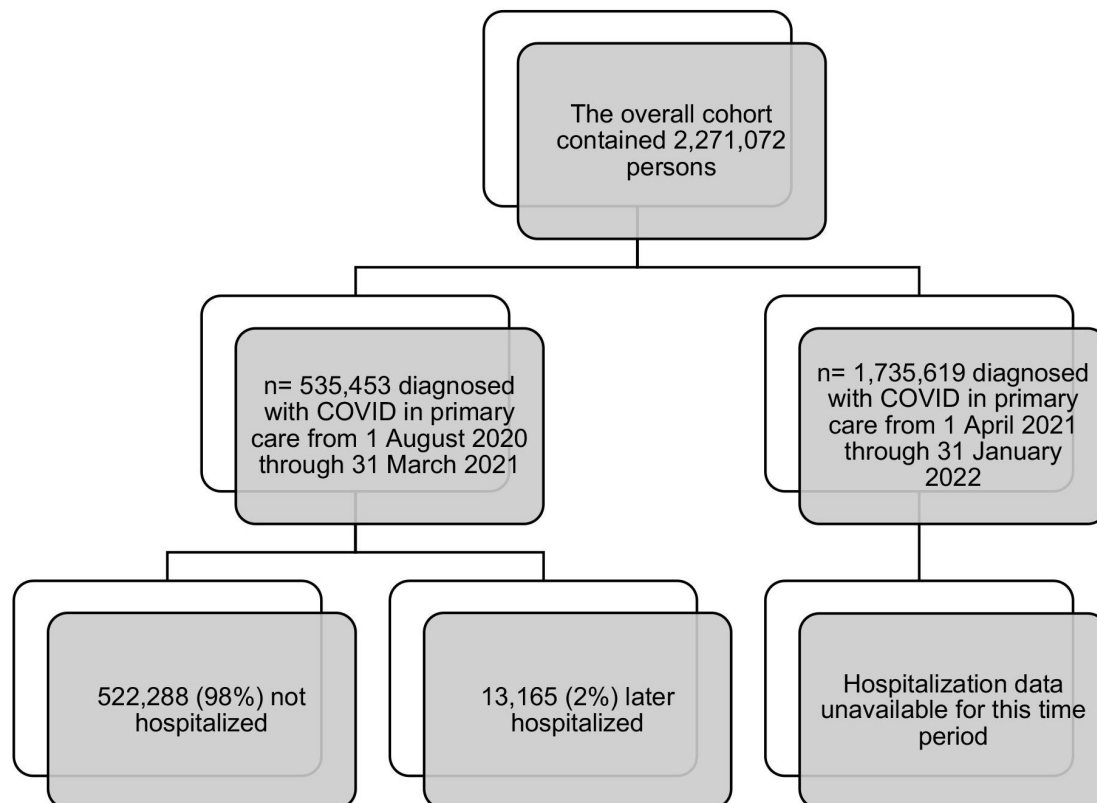 The overall cohort
contained 2,271,072
persons
n= 535,453 diagnosed
with COVID in primary
care from 1 August 2020
through 31 March 2021
n= 1,735,619 diagnosed
with COVID in primary
care from 1 April 2021
through 31 January
2022
522,288 (98%) not
hospitalized
13,165 (2%) later
hospitalized
Hospitalization data
unavailable for this time
period